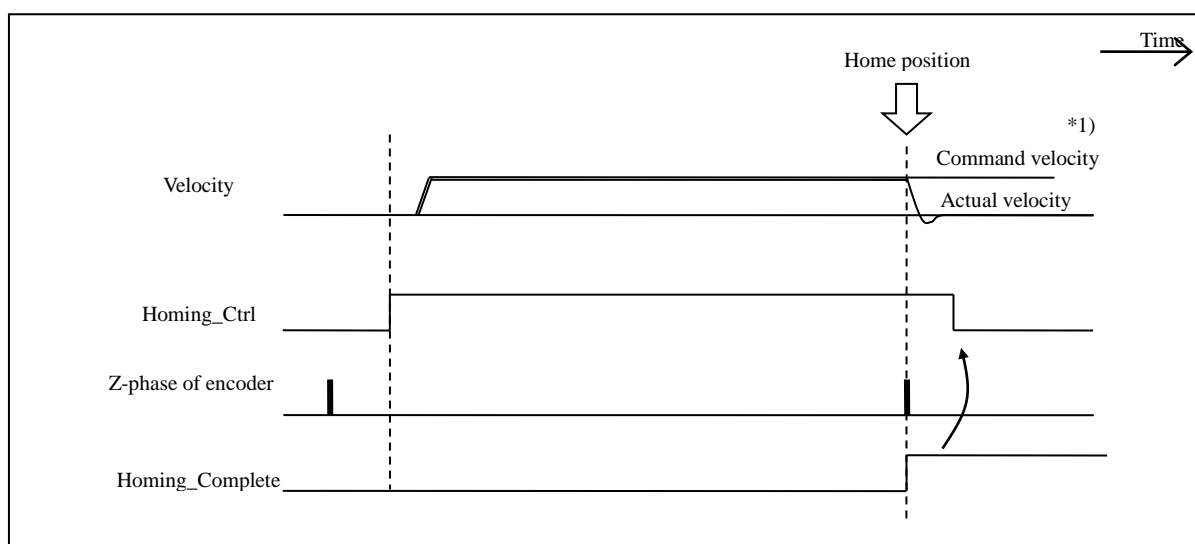 Time
Home position
*1)
Command velocity
Velocity
Actual velocity
Homing_Ctrl
Z-phase of encoder
Homing_Complete